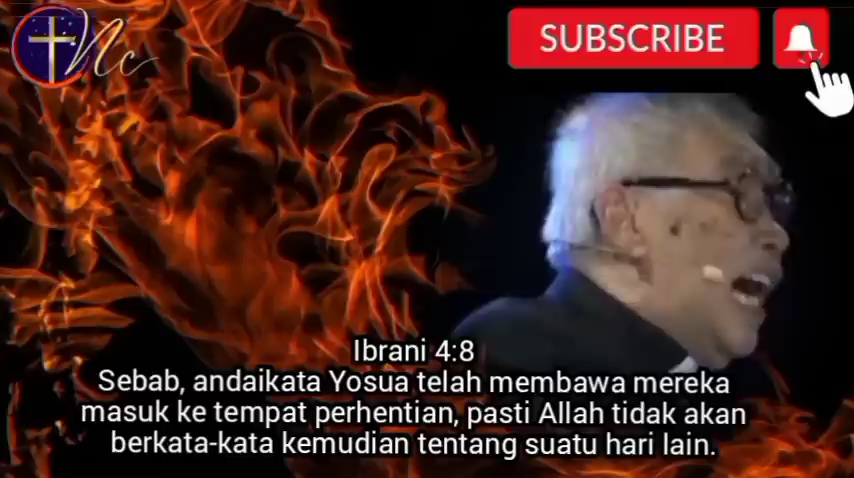 Nc
SUBSCRIBE
Ibrani 4:8
Sebab, andaikata Yosua telah membawa mereka
masuk ke tempat perhentian, pasti Allah tidak akan
berkata-kata kemudian tentang suatu hari lain.